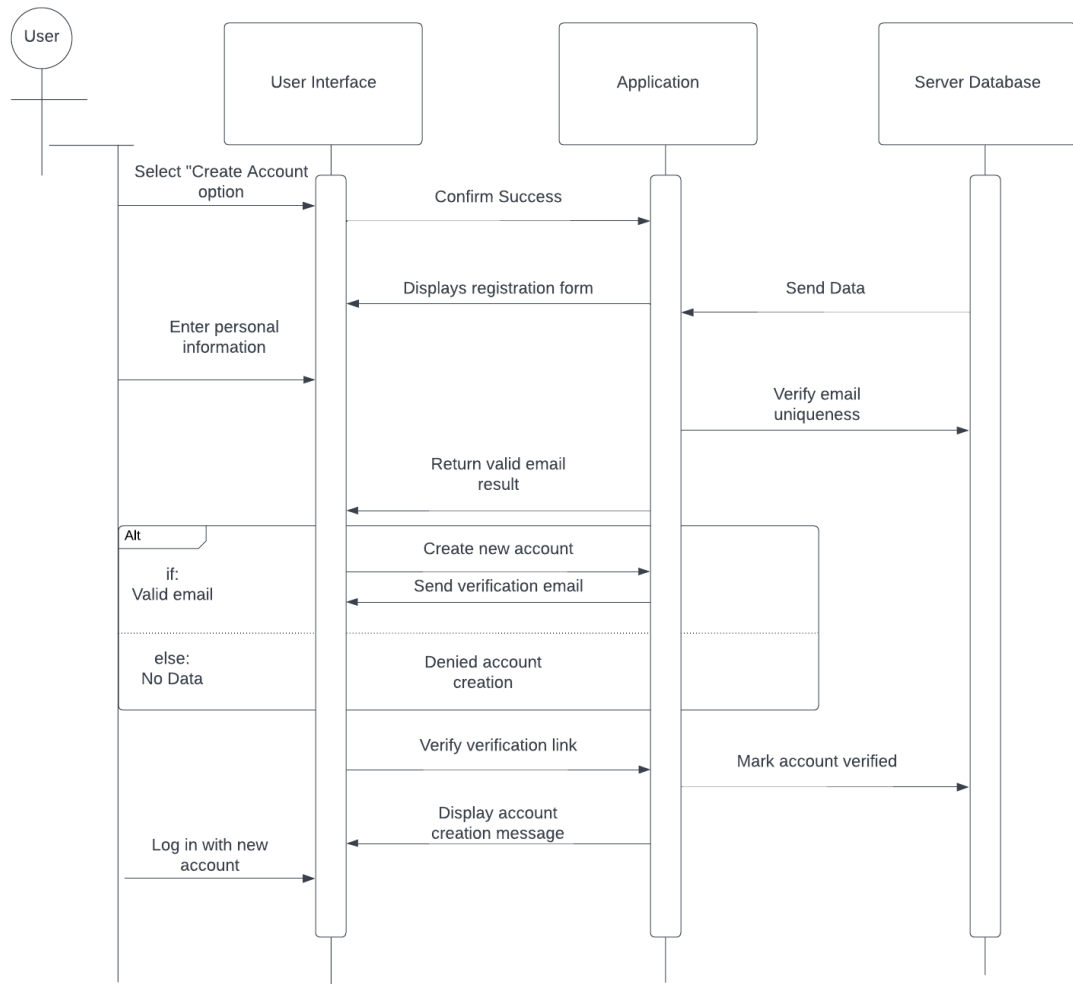 User
User Interface
Application
Server Database
Select "Create Account
option
Confirm Success
Displays registration form
Send Data
Enter personal
information
Verify email
uniqueness
Return valid email
result
Alt
if:
Valid email
Create new account
Send verification email
else:
No Data
Denied account
creation
Verify verification link
Mark account verified
Display account
creation message
Log in with new
account